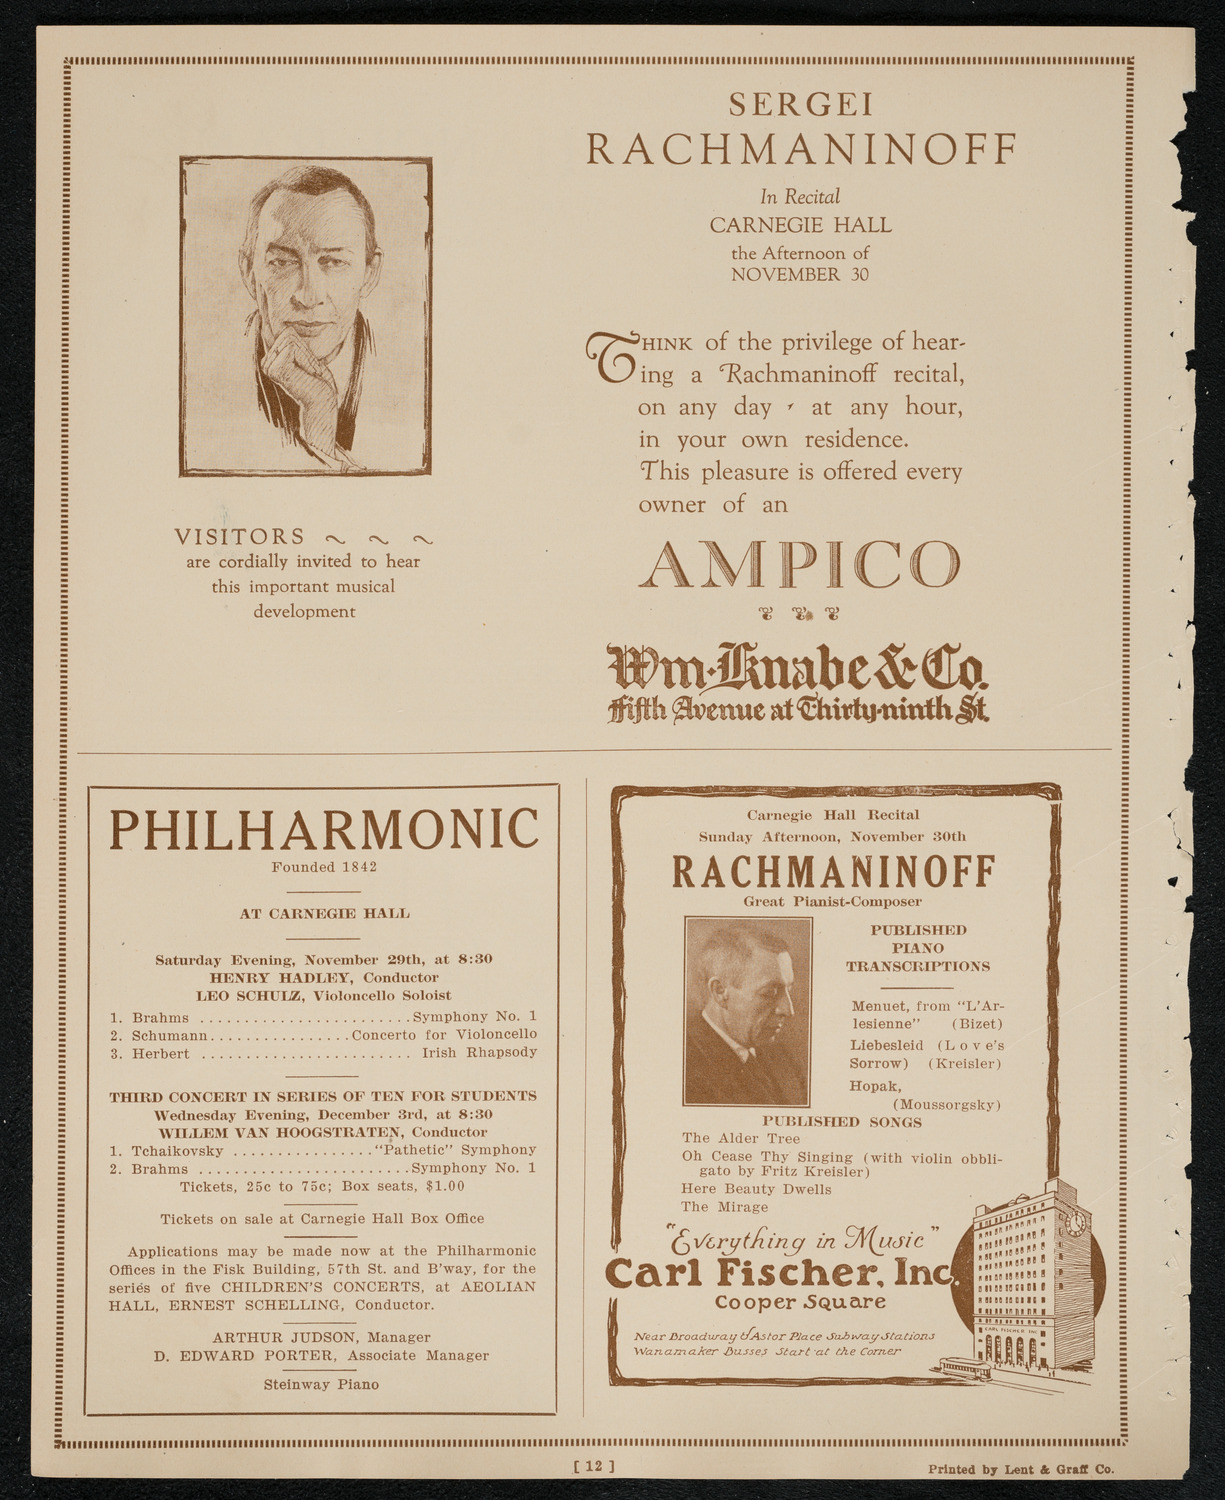 SERGEI
RACHMANINOFF
In Recital
CARNEGIE HALL
the Afternoon of
NOVEMBER 30
THINK of the privilege of hear-
ing a Rachmaninoff recital,
on any day - at any hour,
in your own residence.
This pleasure is offered every
owner of an
AMPICO
Wm. Knabe & Co.
Fifth Avenue at Thirty-ninth St.
VISITORS ~ ~ ~
are cordially invited to hear
this important musical
development
PHILHARMONIC
Founded 1842
AT CARNEGIE HALL
Saturday Evening, November 29th, at 8:30
HENRY HADLEY, Conductor
LEO SCHULZ, Violoncello Soloist
1. Brahms ........................Symphony No. 1
2. Schumann................Concerto for Violoncello
3. Herbert ........................ Irish Rhapsody
THIRD CONCERT IN SERIES OF TEN FOR STUDENTS
Wednesday Evening, December 3rd, at 8:30
WILLEM VAN HOOGSTRATEN, Conductor
1. Tchaikovsky ................"Pathetic" Symphony
2. Brahms ........................Symphony No. 1
Tickets, 25c to 75c; Box seats, $1.00
Tickets on sale at Carnegie Hall Box Office
Applications may be made now at the Philharmonic
Offices in the Fisk Building, 57th St. and B'way, for the
series of five CHILDREN'S CONCERTS, at AEOLIAN
HALL, ERNEST SCHELLING, Conductor.
ARTHUR JUDSON, Manager
D. EDWARD PORTER, Associate Manager
Steinway Piano
Carnegie Hall Recital
Sunday Afternoon, November 30th
RACHMANINOFF
Great Pianist-Composer
PUBLISHED
PIANO
TRANSCRIPTIONS
Menuet, from "L'Ar-
lesienne" (Bizet)
Liebesleid (Love's
Sorrow) (Kreisler)
Hopak,
(Moussorgsky)
PUBLISHED SONGS
The Alder Tree
Oh Cease Thy Singing (with violin obbli-
gato by Fritz Kreisler)
Here Beauty Dwells
The Mirage
"Everything in Music"
Carl Fischer, Inc.
Cooper Square
CARL FISCHER INC
Near Broadway & Astor Place Subway Stations
Wanamaker Busses Start at the Corner
[ 12 ]
Printed by Lent & Graff Co.